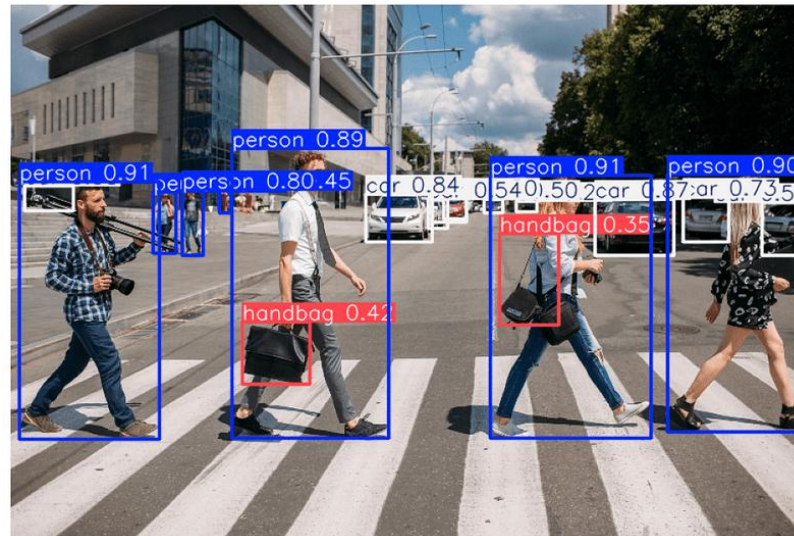 person 0.89
person 0.91
person 0.91
person 0.90
person 0.80
0.45
car 0.84
0.54
0.50
car 0.87
car 0.73
handbag 0.35
handbag 0.42